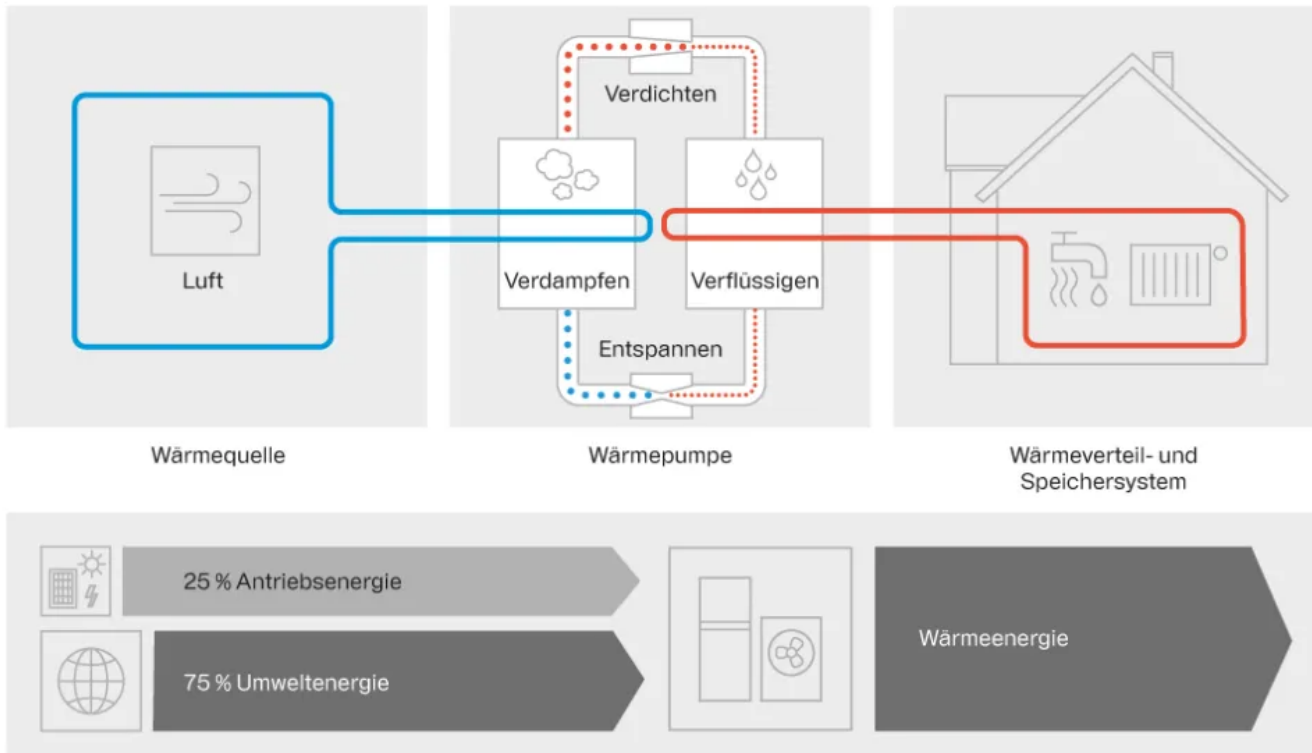 Verdichten
Luft
Verdampfen
Verflüssigen
Entspannen
Wärmequelle
Wärmepumpe
Wärmeverteil- und
Speichersystem
25 % Antriebsenergie
75 % Umweltenergie
Wärmeenergie